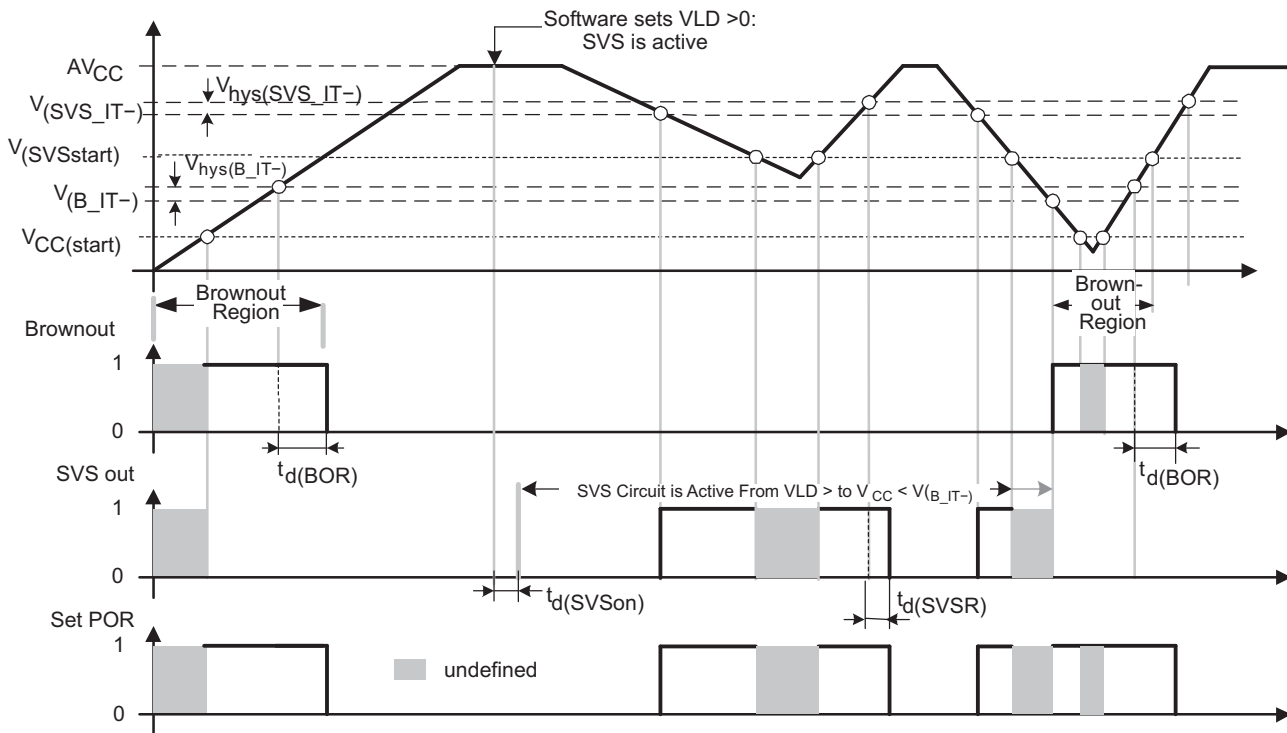 Software sets VLD >0:
SVS is active
AVCC
Vhys(SVS_IT−)
V(SVS_IT−)
V(SVSstart)
Vhys(B_IT−)
V(B_IT−)
VCC(start)
Brownout
Region
Brown-
out
Region
Brownout
1
0
td(BOR)
td(BOR)
SVS out
SVS Circuit is Active From VLD > to VCC < V(B_IT−)
1
0
td(SVSon)
td(SVSR)
Set POR
1
undefined
0